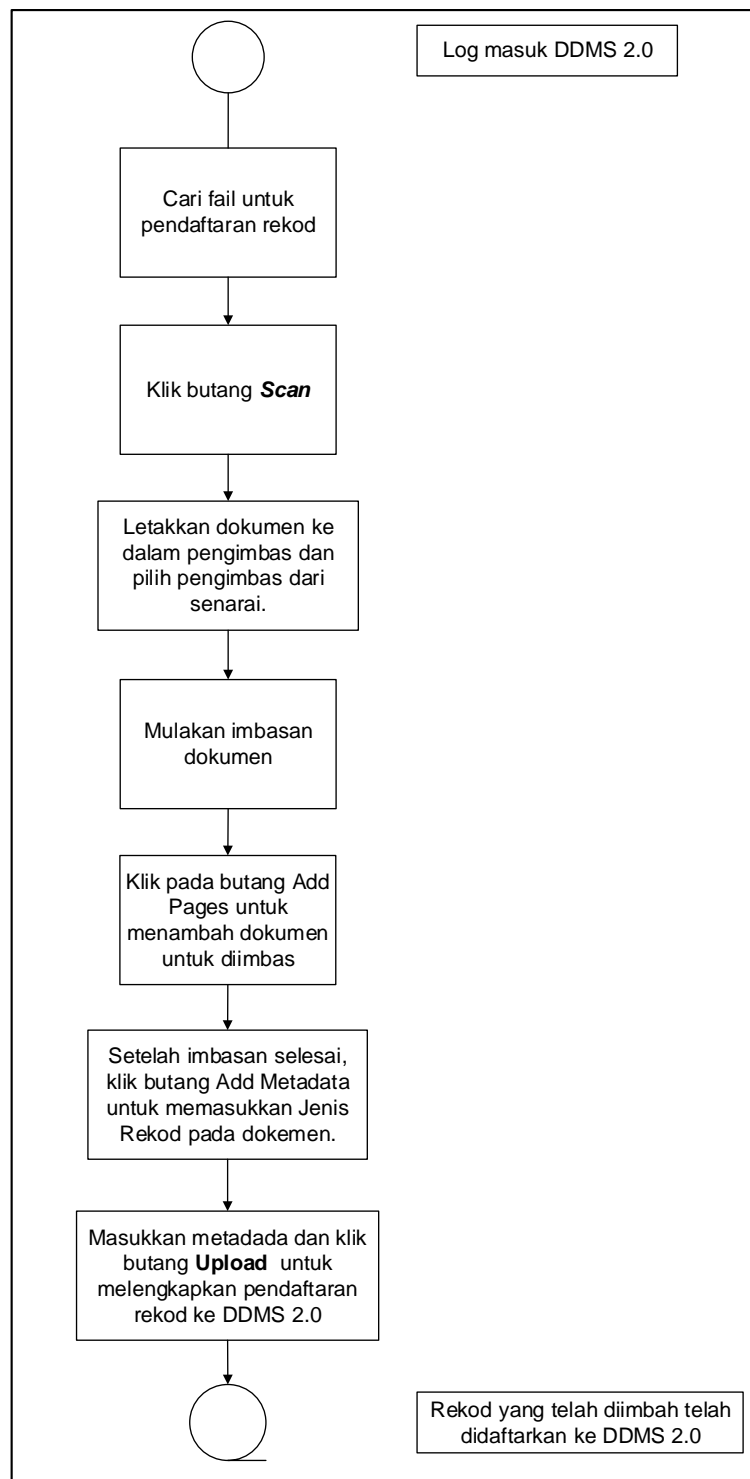 Log masuk DDMS 2.0
Cari fail untuk
pendaftaran rekod
Klik butang Scan
Letakkan dokumen ke
dalam pengimbas dan
pilih pengimbas dari
senarai.
Mulakan imbasan
dokumen
Klik pada butang Add
Pages untuk
menambah dokumen
untuk diimbas
Setelah imbasan selesai,
klik butang Add Metadata
untuk memasukkan Jenis
Rekod pada dokemen.
Masukkan metadada dan klik
butang Upload untuk
melengkapkan pendaftaran
rekod ke DDMS 2.0
Rekod yang telah diimbah telah
didaftarkan ke DDMS 2.0